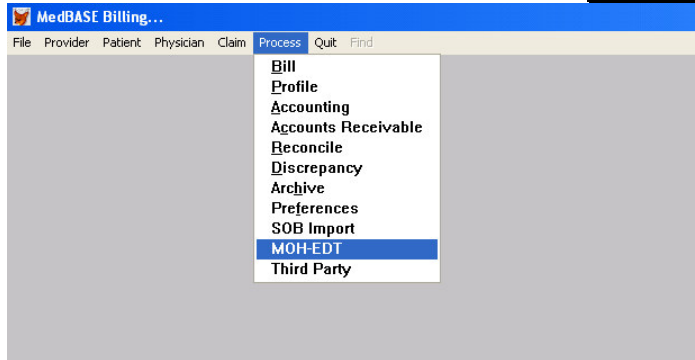 MedBASE Billing...
File Provider Patient Physician Claim Process Quit Find
Bill
Profile
Accounting
Accounts Receivable
Reconcile
Discrepancy
Archive
Preferences
SOB Import
MOH-EDT
Third Party